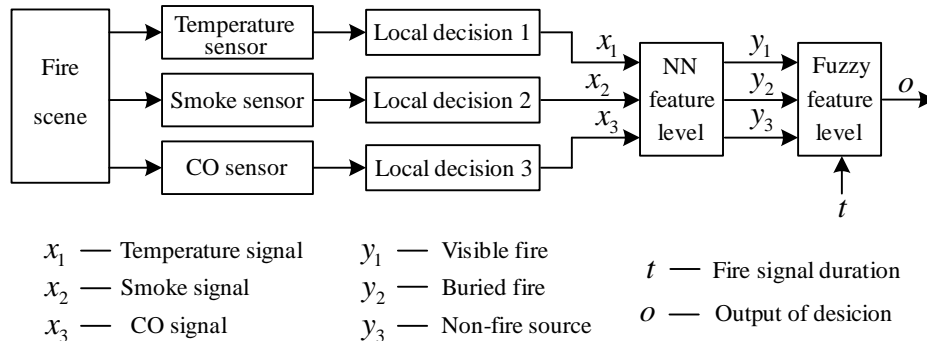 Fire
scene
Temperature
sensor
Smoke sensor
CO sensor
Local decision 1
Local decision 2
Local decision 3
x₁
x₂
x₃
NN
feature
level
y₁
y₂
y₃
Fuzzy
feature
level
o
t
x₁ — Temperature signal
x₂ — Smoke signal
x₃ — CO signal
y₁ — Visible fire
y₂ — Buried fire
y₃ — Non-fire source
t — Fire signal duration
o — Output of desicion